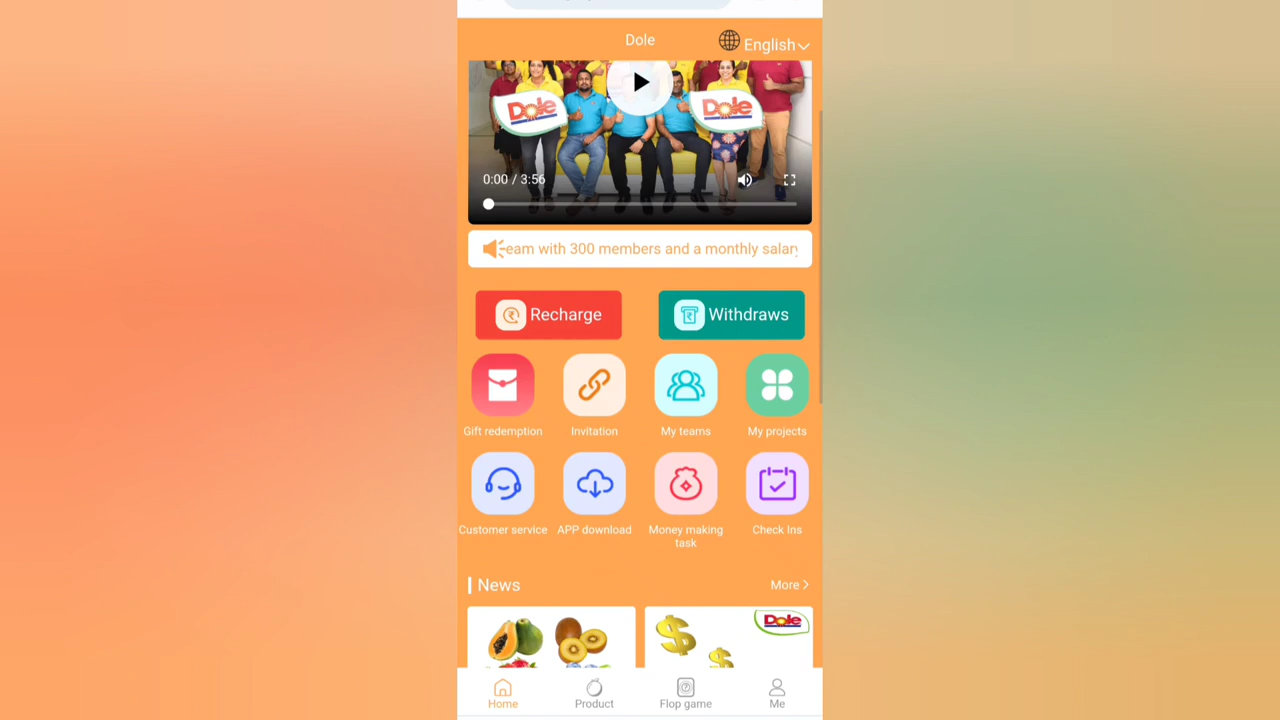 Dole
English
Dole
Dole
0:00 / 3:56
eam with 300 members and a monthly salary
Recharge
Withdraws
Gift redemption
Invitation
My teams
My projects
Customer service
APP download
Money making
task
Check Ins
News
More
Dole
Home
Product
Flop game
Me